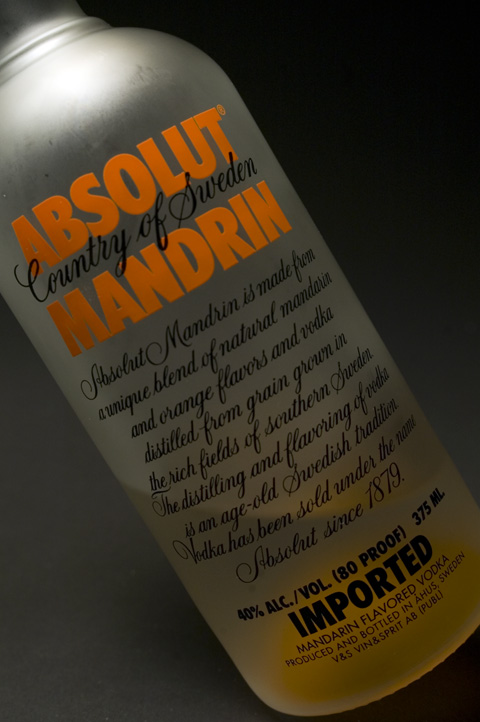 ABSOLUT®
Country of Sweden
MANDRIN
Absolut Mandrin is made from
a unique blend of natural mandarin
and orange flavors and vodka
distilled from grain grown in
the rich fields of southern Sweden.
The distilling and flavoring of vodka
is an age-old Swedish tradition.
Vodka has been sold under the name
Absolut since 1879.
40% ALC./VOL. (80 PROOF) 375 ML.
IMPORTED
MANDARIN FLAVORED VODKA
PRODUCED AND BOTTLED IN ÅHUS, SWEDEN
V&S VIN&SPRIT AB (PUBL)